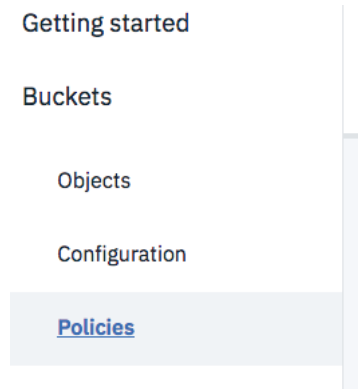 Getting started
Buckets
Objects
Configuration
Policies